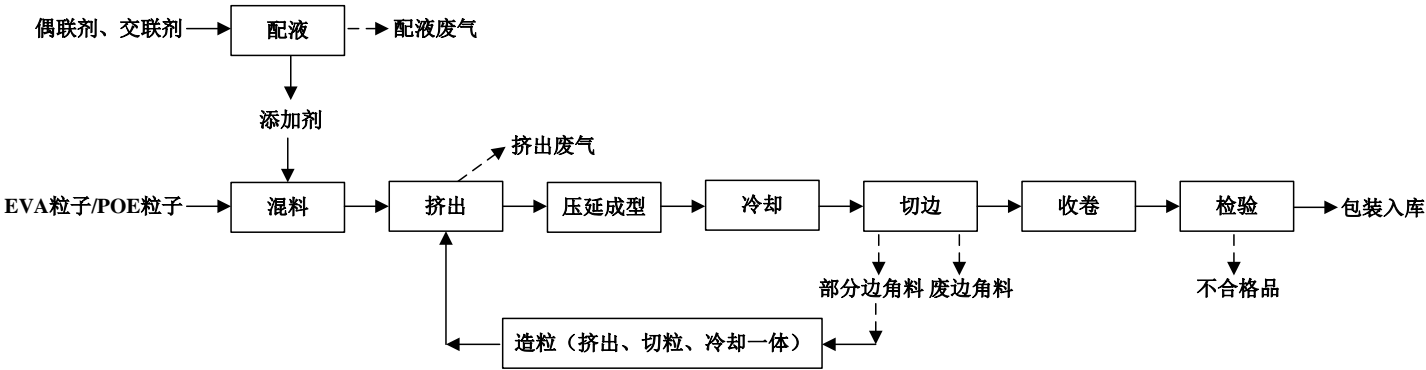 偶联剂、交联剂
配液
配液废气
添加剂
挤出废气
EVA粒子/POE粒子
混料
挤出
压延成型
冷却
切边
收卷
检验
包装入库
部分边角料
废边角料
不合格品
造粒（挤出、切粒、冷却一体）